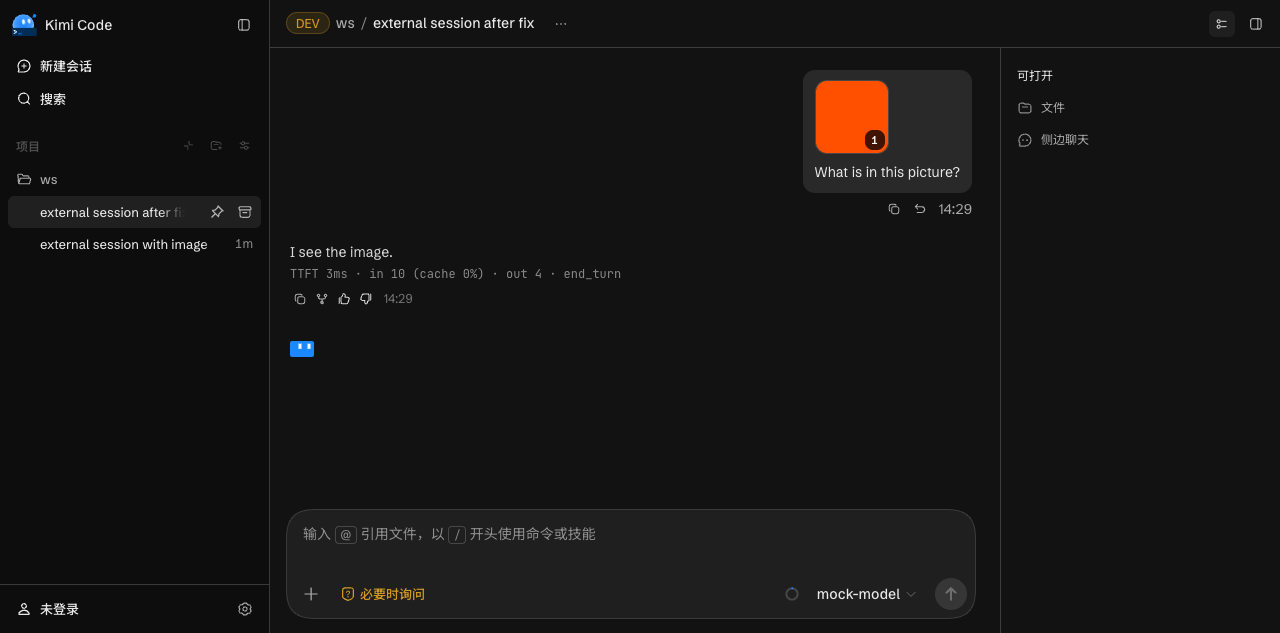 Kimi Code
新建会话
搜索
项目
ws
external session after
external session with image 1m
未登录
DEV ws / external session after fix ...
1
What is in this picture?
14:29
I see the image.
TTFT 3ms · in 10 (cache 0%) · out 4 · end_turn
14:29
输入 @ 引用文件，以 / 开头使用命令或技能
必要时询问
mock-model
可打开
文件
侧边聊天